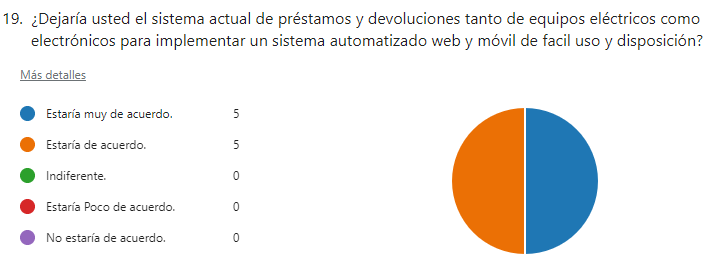 19. ¿Dejaría usted el sistema actual de préstamos y devoluciones tanto de equipos eléctricos como
electrónicos para implementar un sistema automatizado web y móvil de facil uso y disposición?
Más detalles
Estaría muy de acuerdo. 5
Estaría de acuerdo. 5
Indiferente. 0
Estaría Poco de acuerdo. 0
No estaría de acuerdo. 0